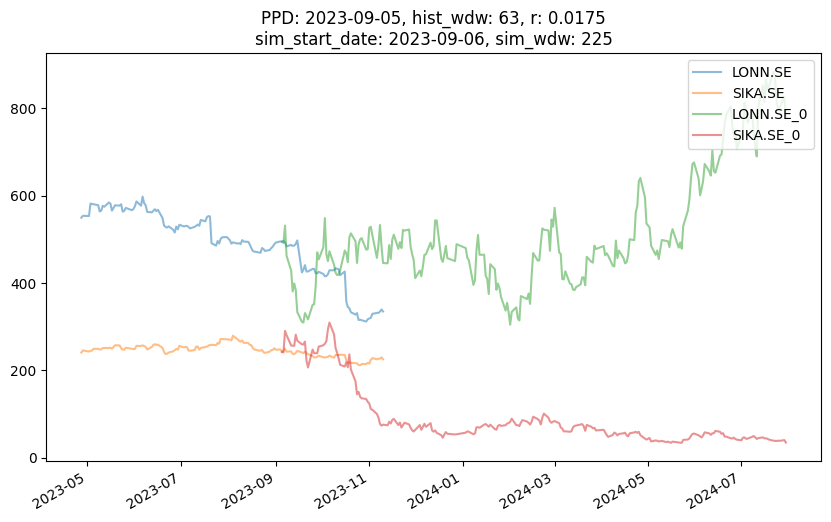 PPD: 2023-09-05, hist_wdw: 63, r: 0.0175
sim_start_date: 2023-09-06, sim_wdw: 225
LONN.SE
SIKA.SE
LONN.SE_0
SIKA.SE_0
800
600
400
200
0
2023-05
2023-07
2023-09
2023-11
2024-01
2024-03
2024-05
2024-07